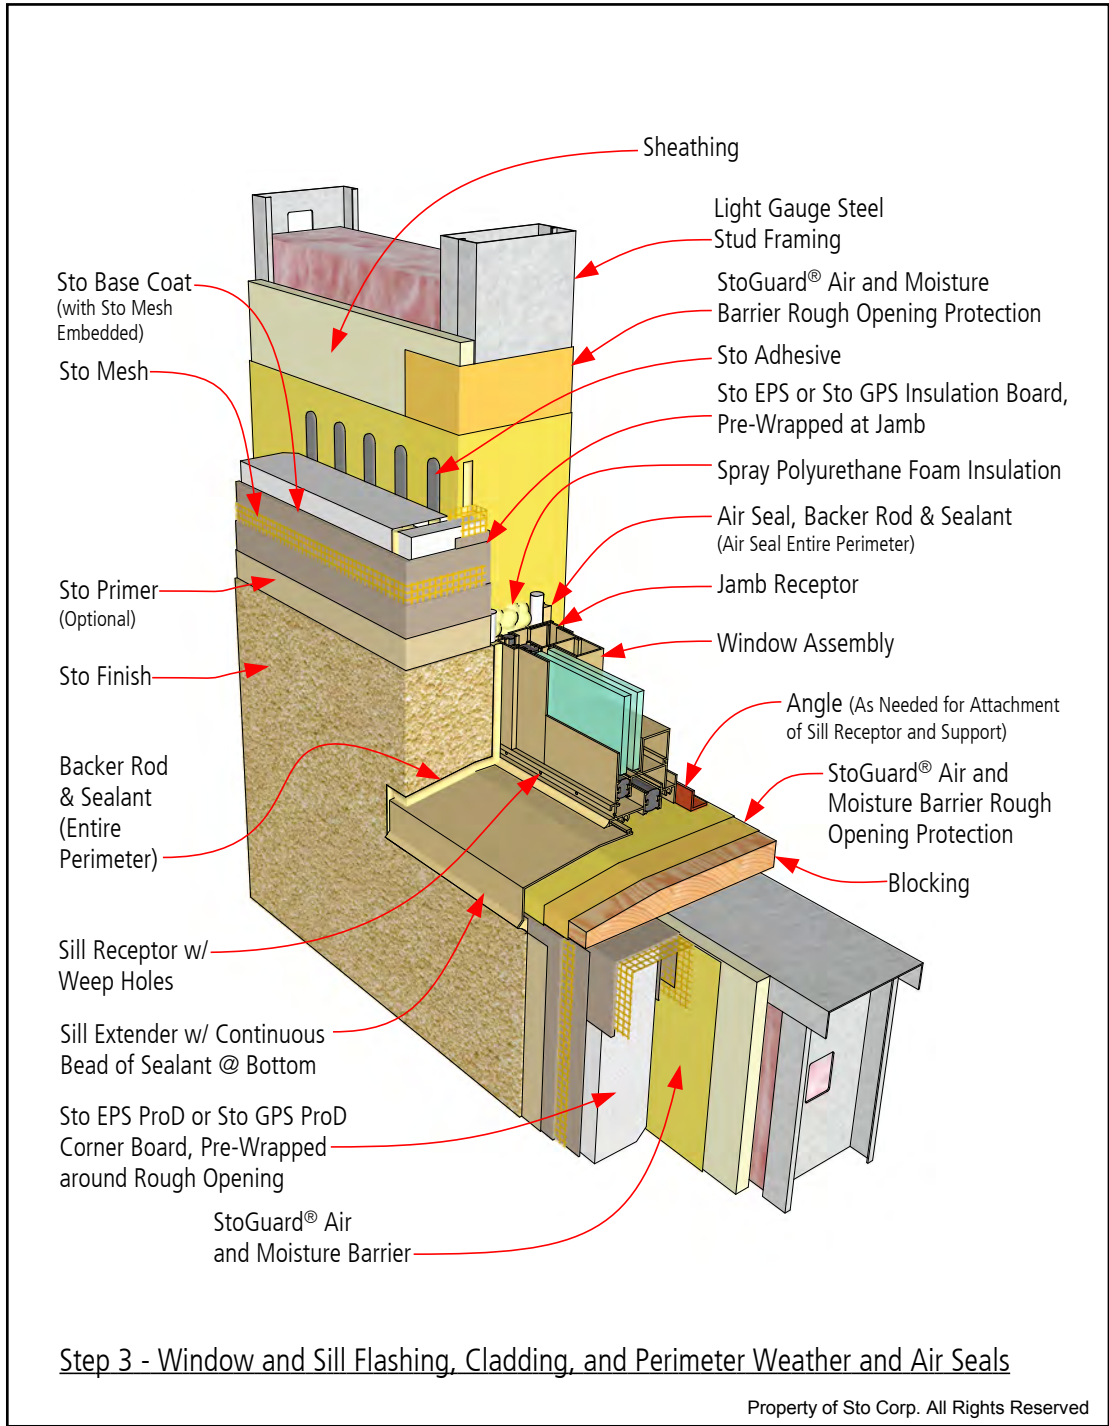 Sheathing
Light Gauge Steel
Stud Framing
StoGuard® Air and Moisture
Barrier Rough Opening Protection
Sto Adhesive
Sto EPS or Sto GPS Insulation Board,
Pre-Wrapped at Jamb
Spray Polyurethane Foam Insulation
Air Seal, Backer Rod & Sealant
(Air Seal Entire Perimeter)
Jamb Receptor
Window Assembly
Angle (As Needed for Attachment
of Sill Receptor and Support)
StoGuard® Air and
Moisture Barrier Rough
Opening Protection
Blocking
Sto Base Coat
(with Sto Mesh
Embedded)
Sto Mesh
Sto Primer
(Optional)
Sto Finish
Backer Rod
& Sealant
(Entire
Perimeter)
Sill Receptor w/
Weep Holes
Sill Extender w/ Continuous
Bead of Sealant @ Bottom
Sto EPS ProD or Sto GPS ProD
Corner Board, Pre-Wrapped
around Rough Opening
StoGuard® Air
and Moisture Barrier
Step 3 - Window and Sill Flashing, Cladding, and Perimeter Weather and Air Seals
Property of Sto Corp. All Rights Reserved